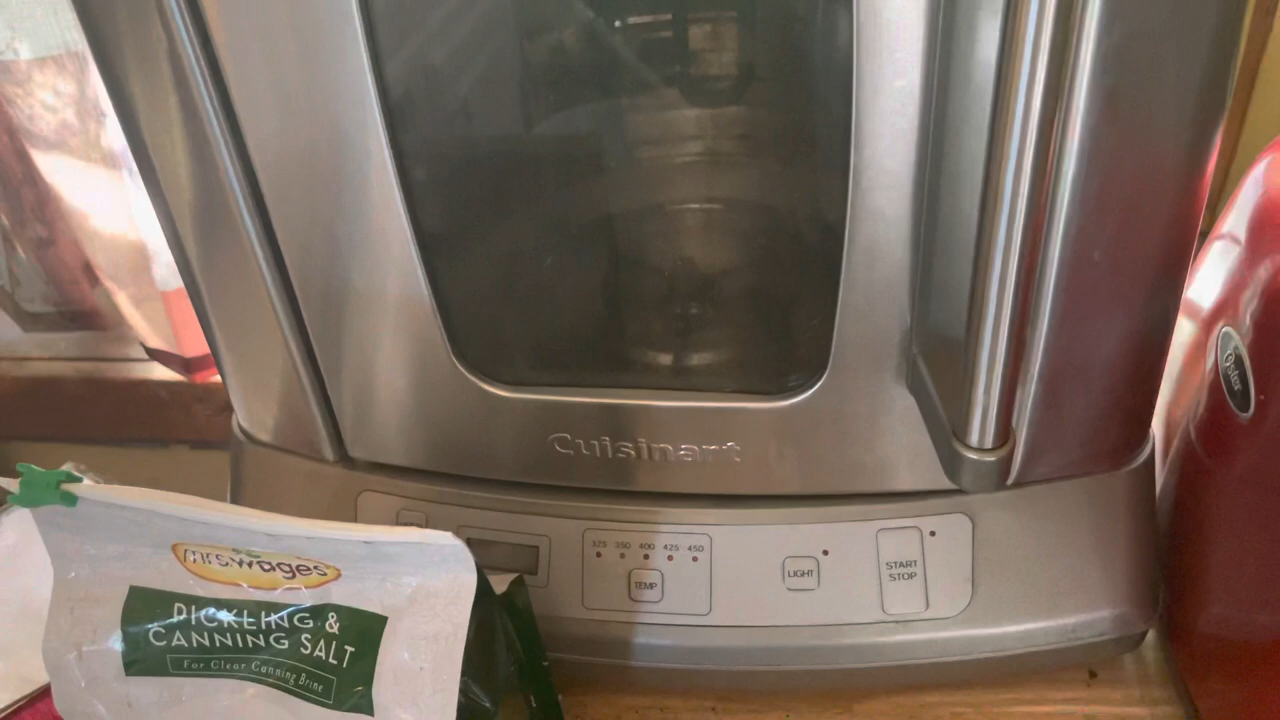 Cuisinart
325 350 400 425 450
TEMP
LIGHT
START
STOP
Oster
mrs.wages
PICKLING &
CANNING SALT
For Clear Canning Brine